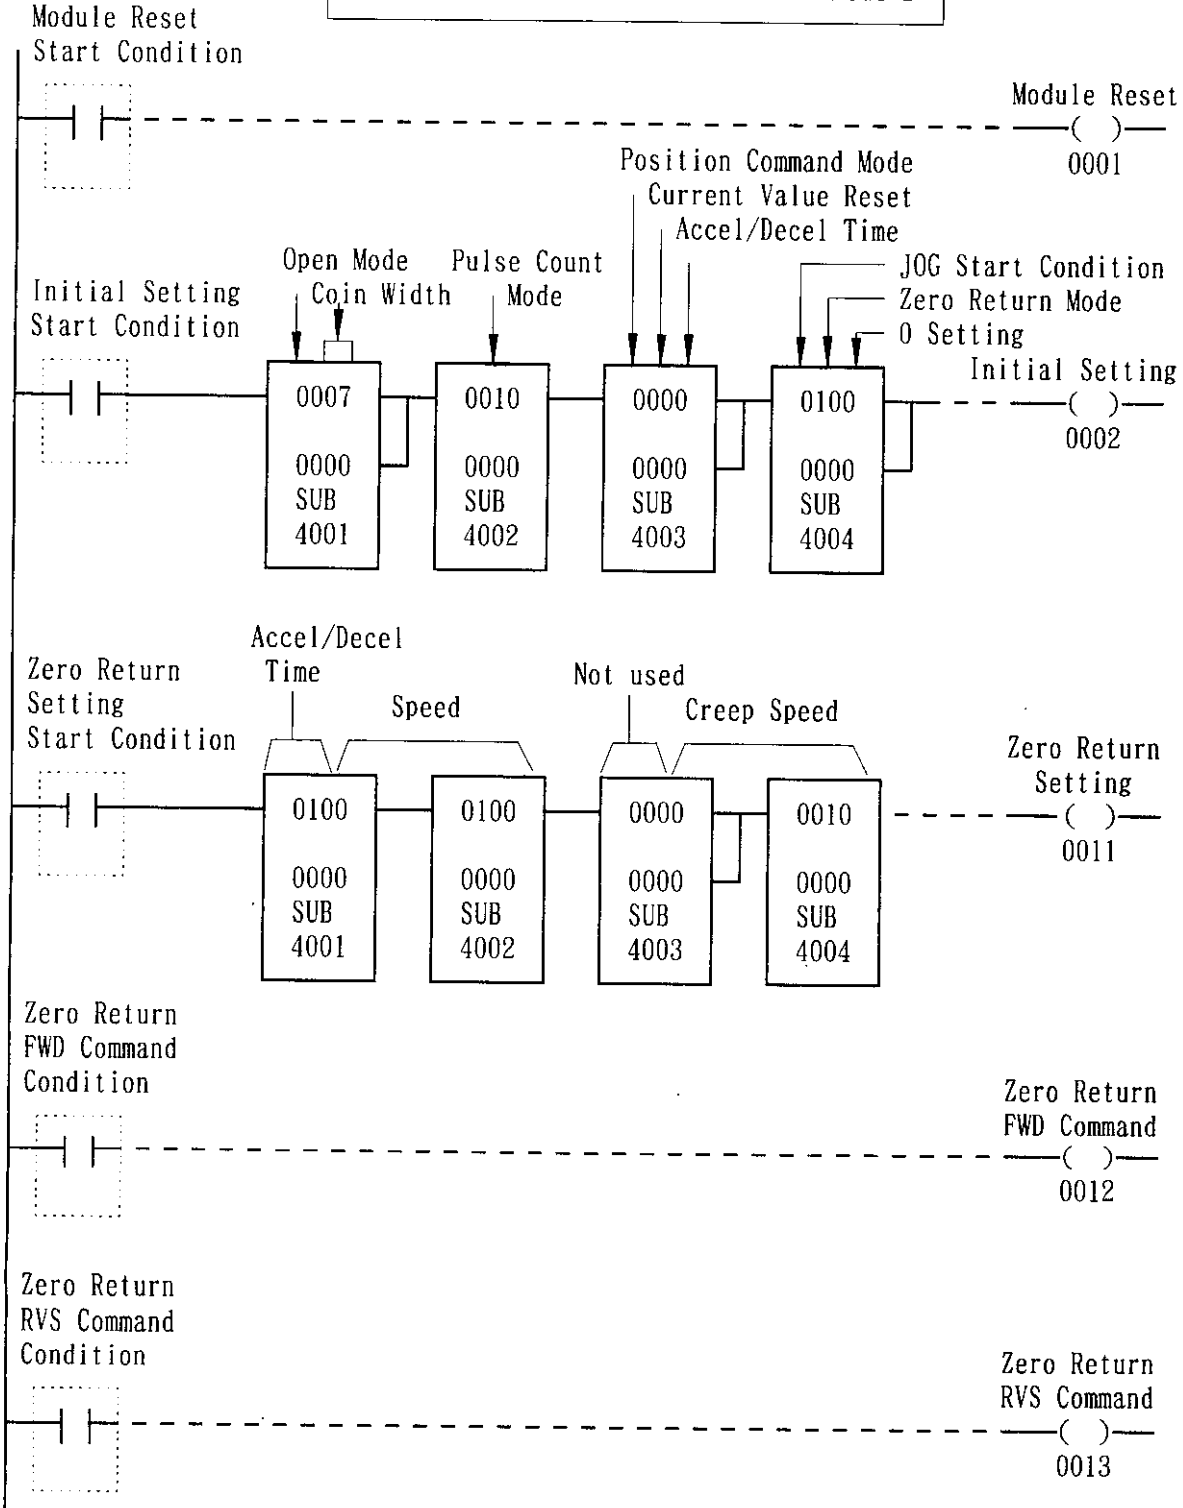 Module Reset
Start Condition
Module Reset
0001
Position Command Mode
Current Value Reset
Accel/Decel Time
Open Mode
Coin Width
Pulse Count
Mode
JOG Start Condition
Zero Return Mode
0 Setting
Initial Setting
Start Condition
Initial Setting
0007
0010
0000
0100
( )
0002
0000
0000
0000
0000
SUB
SUB
SUB
SUB
4001
4002
4003
4004
Accel/Decel
Time
Speed
Not used
Creep Speed
Zero Return
Setting
Start Condition
Zero Return
Setting
0100
0100
0000
0010
0011
0000
0000
0000
0000
SUB
SUB
SUB
SUB
4001
4002
4003
4004
Zero Return
FWD Command
Condition
Zero Return
FWD Command
0012
Zero Return
RVS Command
Condition
Zero Return
RVS Command
0013